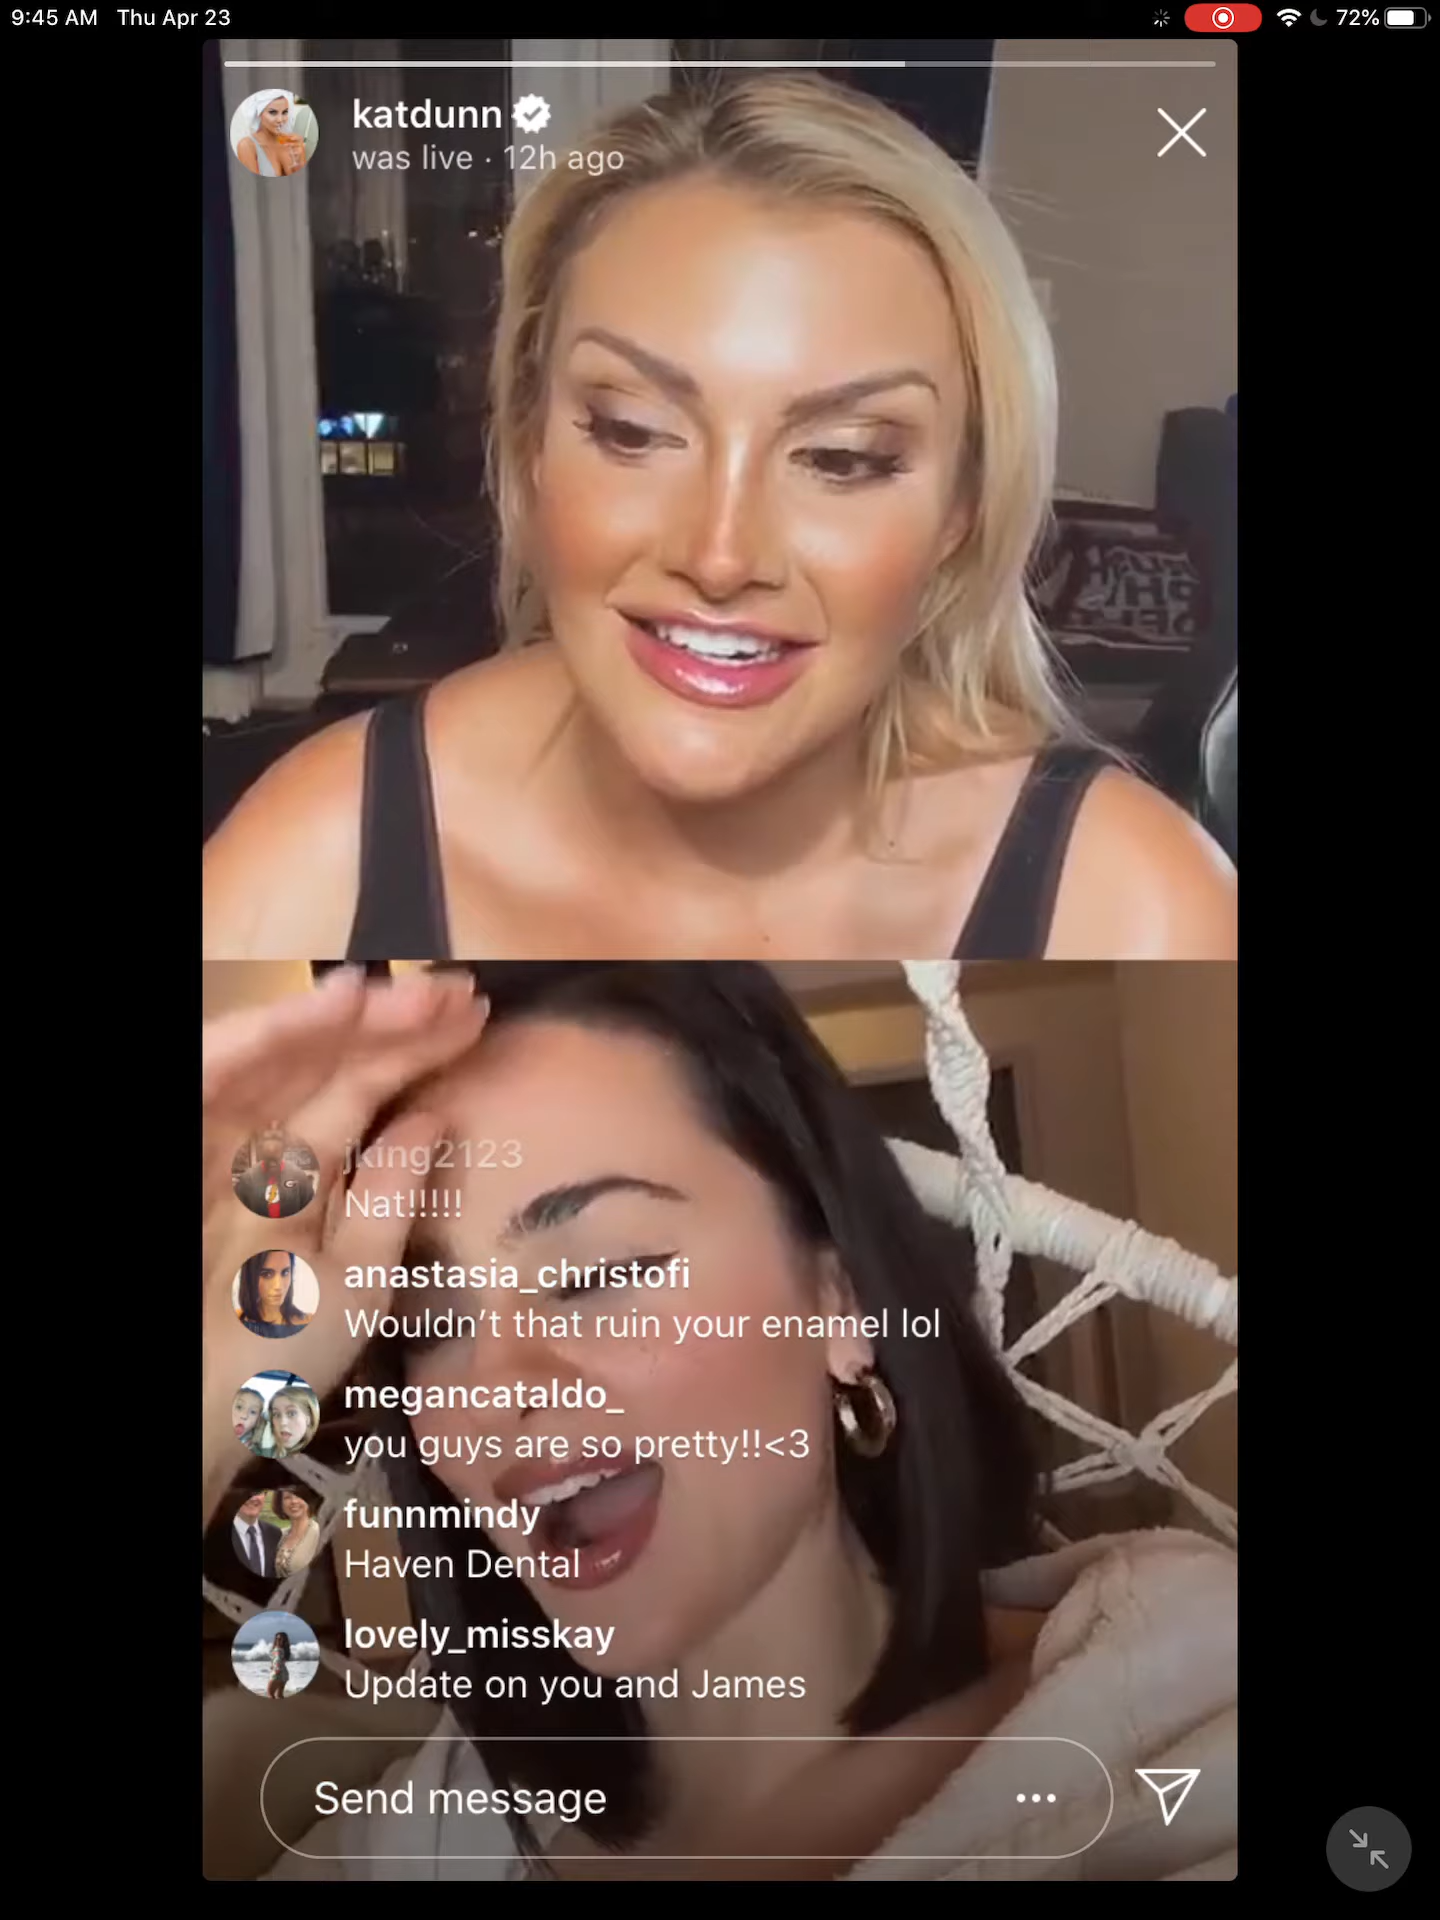 9:45 AM Thu Apr 23
72%
katdunn
was live · 12h ago
jking2123
Nat!!!!!
anastasia_christofi
Wouldn’t that ruin your enamel lol
megancataldo_
you guys are so pretty!!<3
funnmindy
Haven Dental
lovely_misskay
Update on you and James
Send message